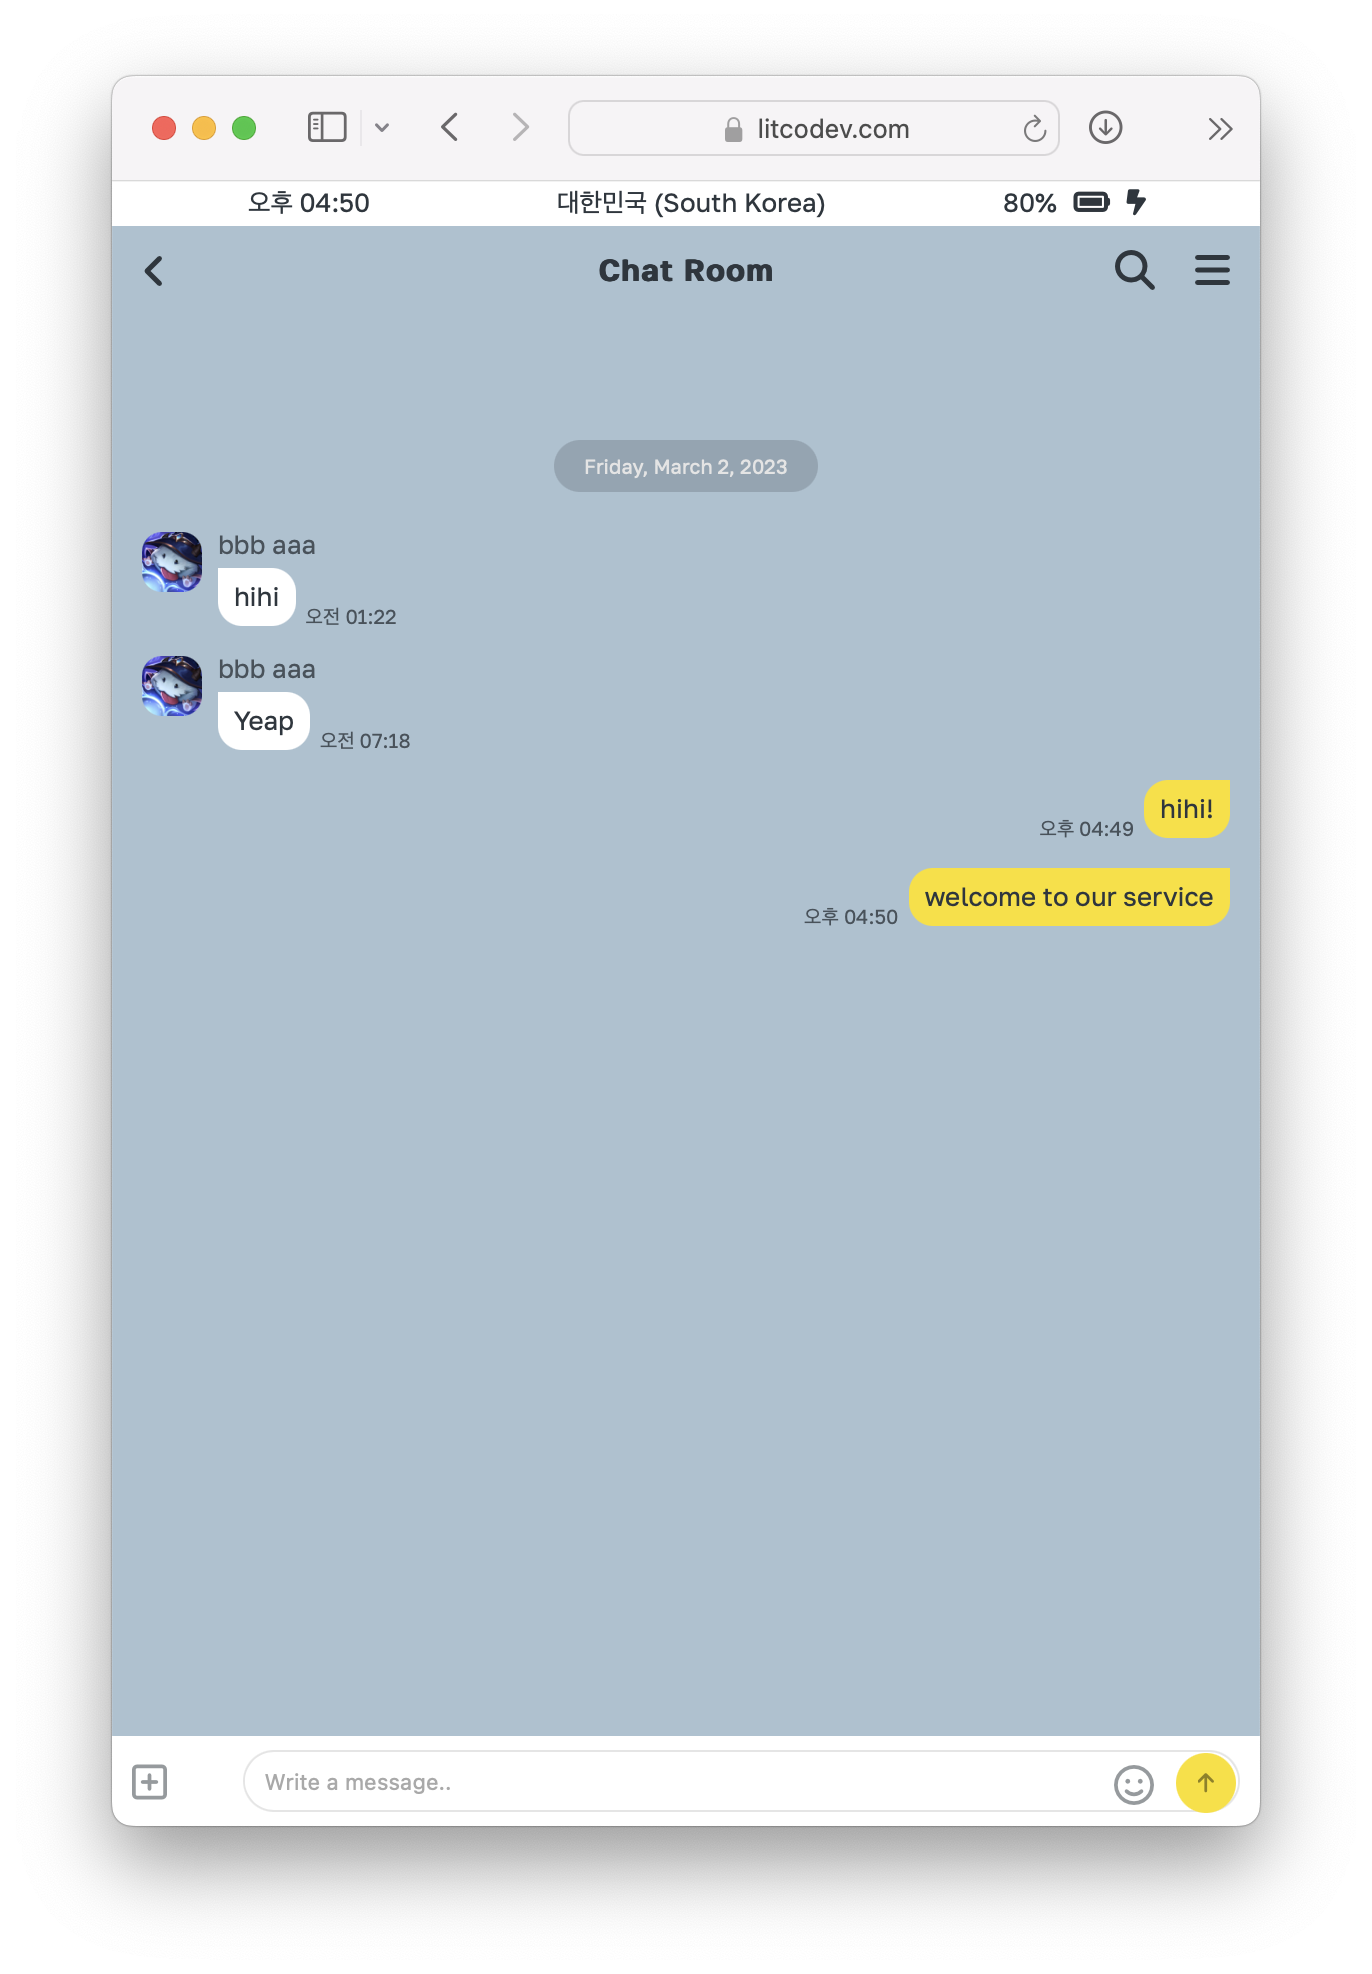 litcodev.com
오후 04:50
대한민국 (South Korea)
80%
Chat Room
Friday, March 2, 2023
bbb aaa
hihi
오전 01:22
bbb aaa
Yeap
오전 07:18
hihi!
오후 04:49
welcome to our service
오후 04:50
Write a message..